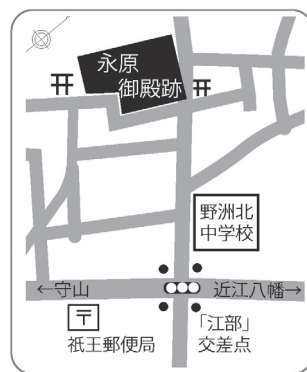 永原
御殿跡
野洲北
中学校
←守山
近江八幡→
〒
祇王郵便局
「江部」
交差点